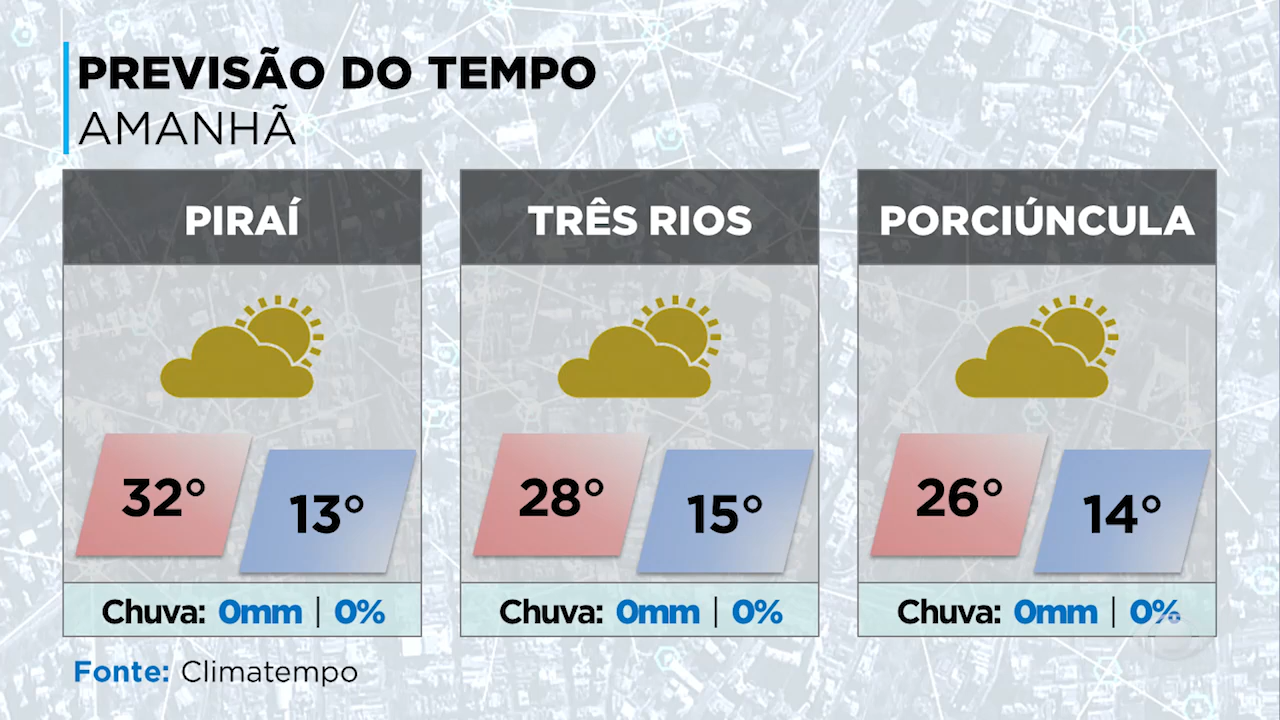 PREVISÃO DO TEMPO
AMANHÃ
PIRAÍ
32° 13°
Chuva: 0mm | 0%
TRÊS RIOS
28° 15°
Chuva: 0mm | 0%
PORCIÚNCULA
26° 14°
Chuva: 0mm | 0%
Fonte: Climatempo